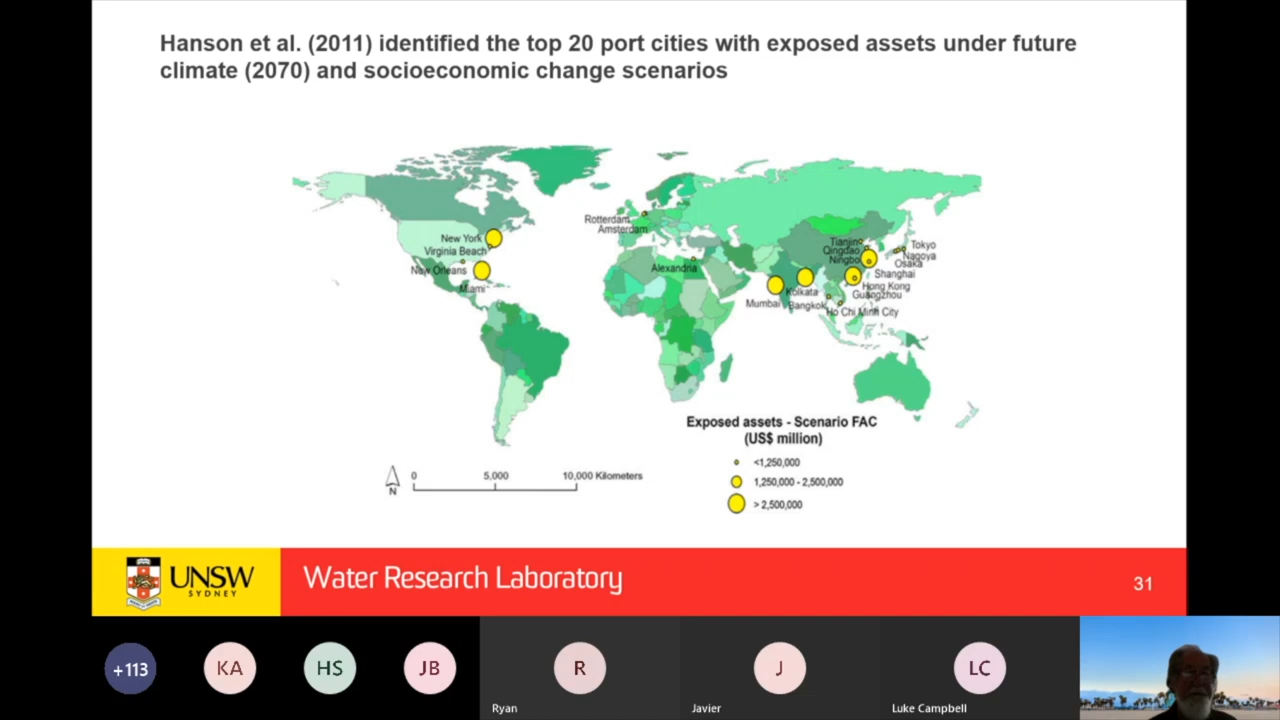 Hanson et al. (2011) identified the top 20 port cities with exposed assets under future
climate (2070) and socioeconomic change scenarios
New York
Virginia Beach
New Orleans
Miami
Rotterdam
Amsterdam
Alexandria
Tianjin
Qingdao
Ningbo
Tokyo
Nagoya
Osaka
Shanghai
Hong Kong
Guangzhou
Kolkata
Mumbai
Bangkok
Ho Chi Minh City
Exposed assets - Scenario FAC
(US$ million)
<1,250,000
1,250,000 - 2,500,000
> 2,500,000
0 5,000 10,000 Kilometers
N
UNSW
SYDNEY
Water Research Laboratory
31
+113
KA
HS
JB
R
J
LC
Ryan
Javier
Luke Campbell